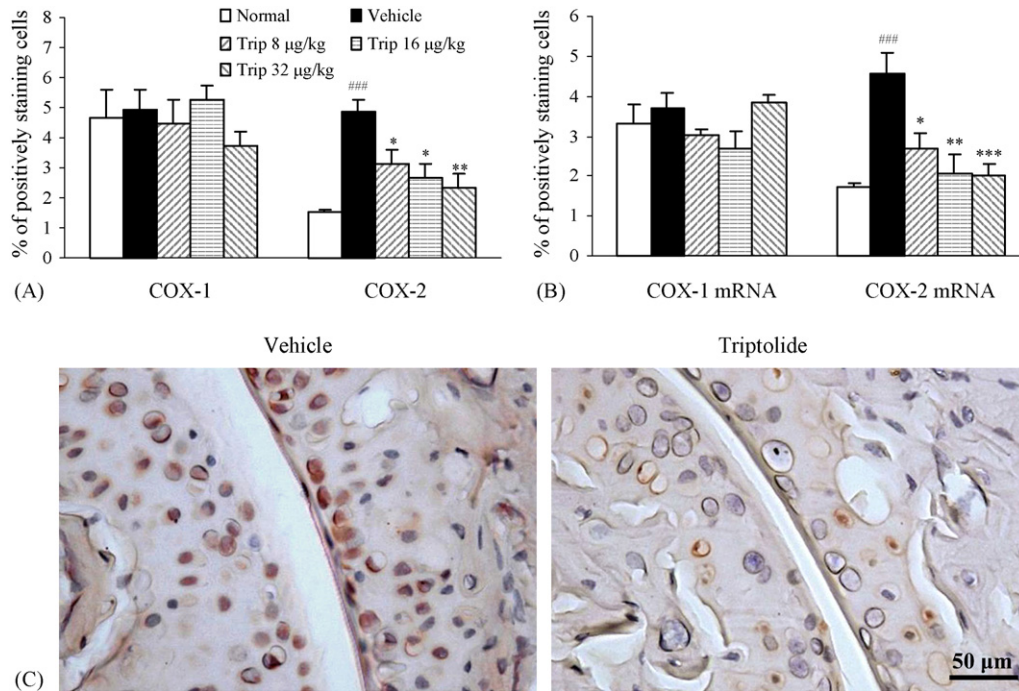 8
7
6
5
4
3
2
1
0
% of positively staining cells
Normal
Vehicle
Trip 8 µg/kg
Trip 16 µg/kg
Trip 32 µg/kg
###
*
*
**
(A)
COX-1
COX-2
6
5
4
3
2
1
0
% of positively staining cells
###
*
**
***
(B)
COX-1 mRNA
COX-2 mRNA
Vehicle
Triptolide
(C)
50 µm